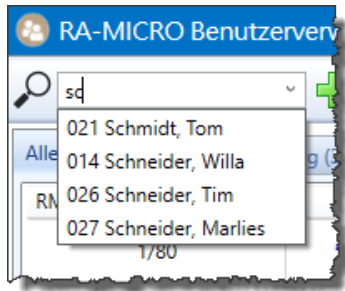 RA-MICRO Benutzerverw
sc
021 Schmidt, Tom
014 Schneider, Willa
026 Schneider, Tim
027 Schneider, Marlies
Alle
g (
RM
1/80